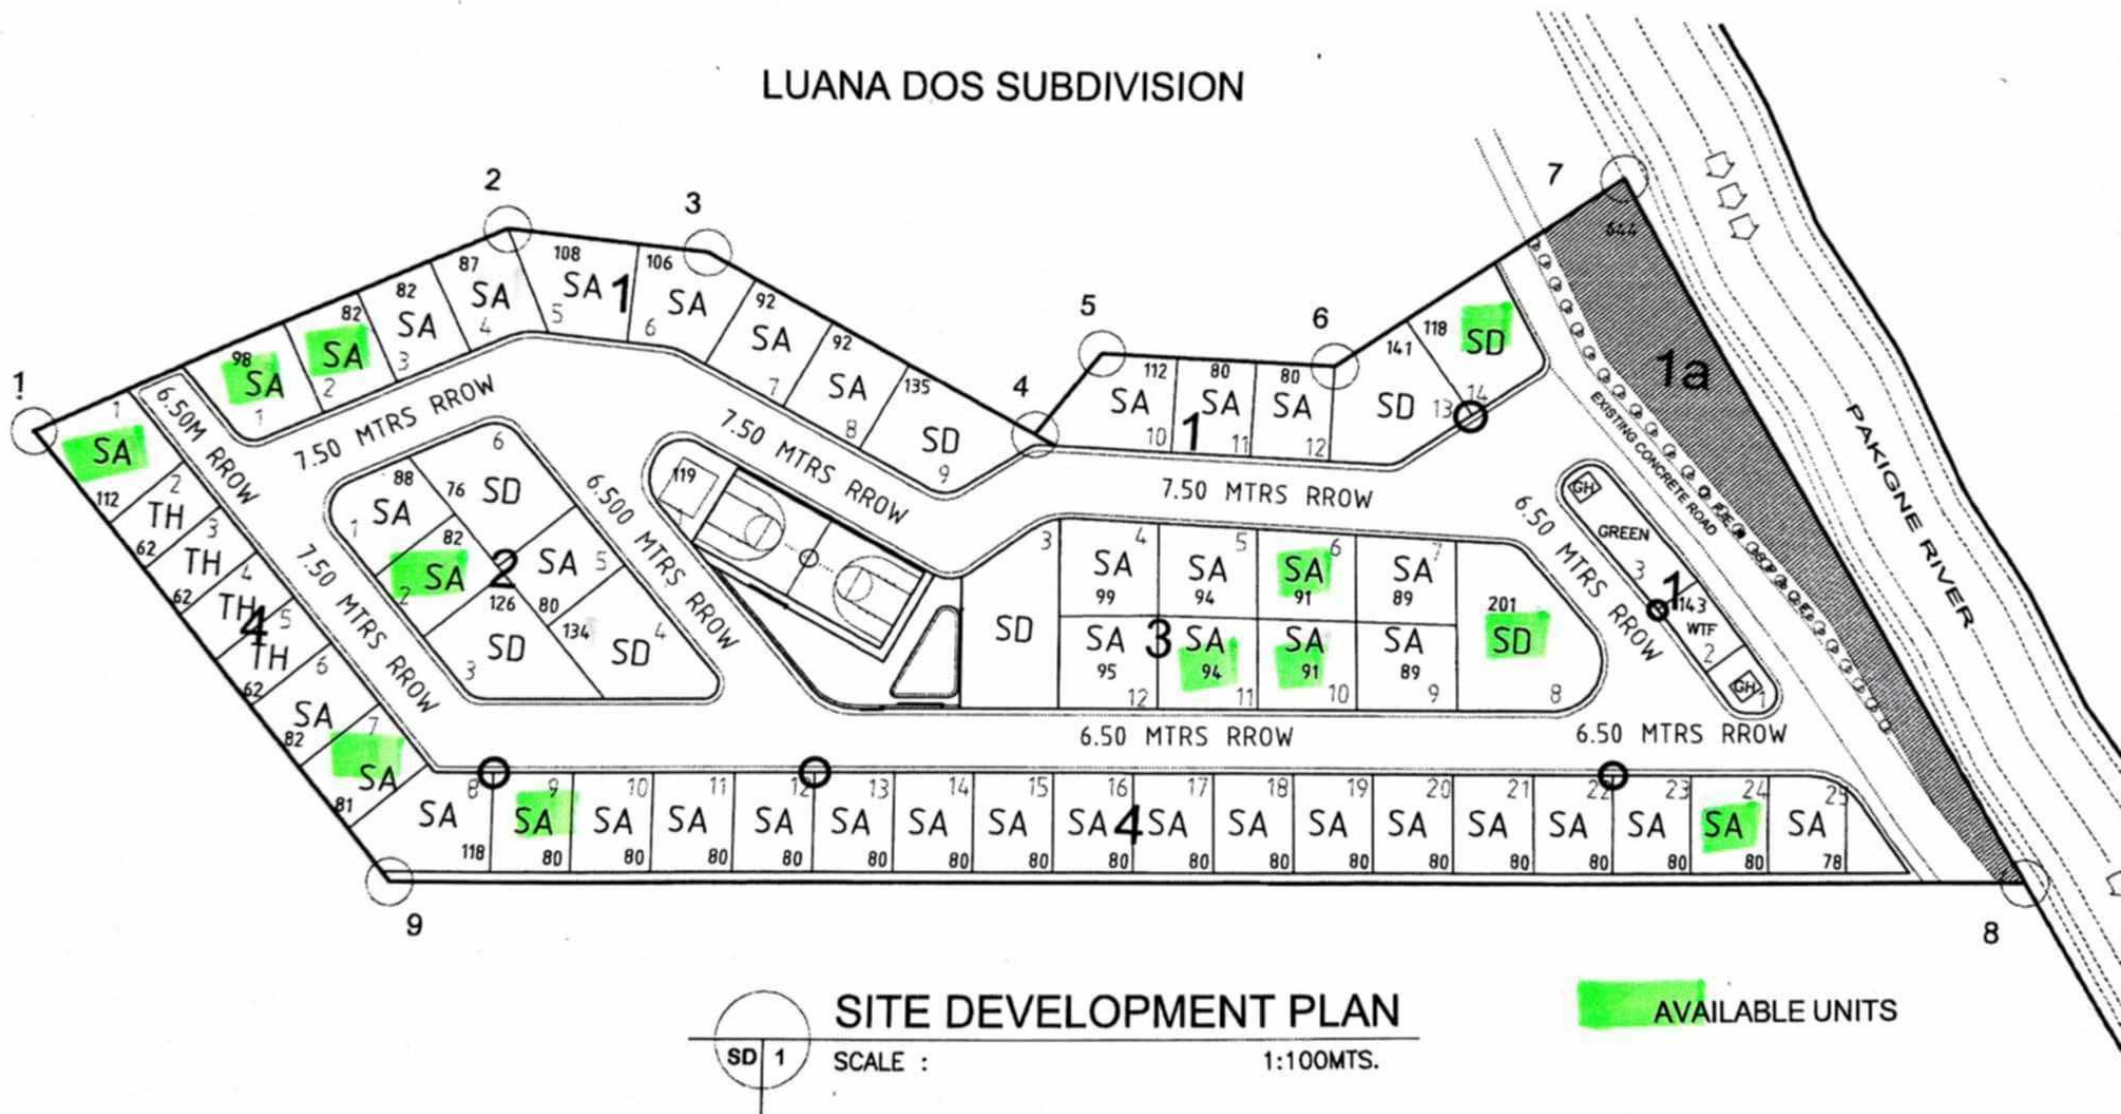 LUANA DOS SUBDIVISION
1
2
3
4
5
6
7
8
9
1a
644
PAKIGNE RIVER
EXISTING CONCRETE ROAD
98
SA
1
82
SA
2
82
SA
3
87
SA
4
108
SA
5
1
106
SA
6
92
SA
7
92
SA
8
135
SD
9
112
SA
10
1
80
SA
11
80
SA
12
141
SD
13
118
SD
14
6.50M RROW
7.50 MTRS RROW
7.50 MTRS RROW
7.50 MTRS RROW
7.50 MTRS RROW
6.5000 MTRS RROW
6.50 MTRS RROW
6.50 MTRS RROW
6.50 MTRS RROW
88
SA
1
82
SA
2
2
126
SD
3
134
SD
4
80
SA
5
76
SD
6
119
1
SD
3
SA
4
99
SA
5
94
SA
6
91
SA
7
89
201
SD
8
SA
95
12
3
SA
94
11
SA
91
10
SA
89
9
GH
GREEN
3
1
143
WTF
2
GH
1
1
SA
112
2
TH
62
3
TH
62
4
TH
4
5
TH
62
6
SA
82
7
SA
81
8
SA
118
9
SA
80
10
SA
80
11
SA
80
12
SA
80
13
SA
80
14
SA
80
15
SA
80
16
SA
80
4
17
SA
80
18
SA
80
19
SA
80
20
SA
80
21
SA
80
22
SA
80
23
SA
80
24
SA
80
25
SA
78
SITE DEVELOPMENT PLAN
SD 1
SCALE : 1:100MTS.
AVAILABLE UNITS